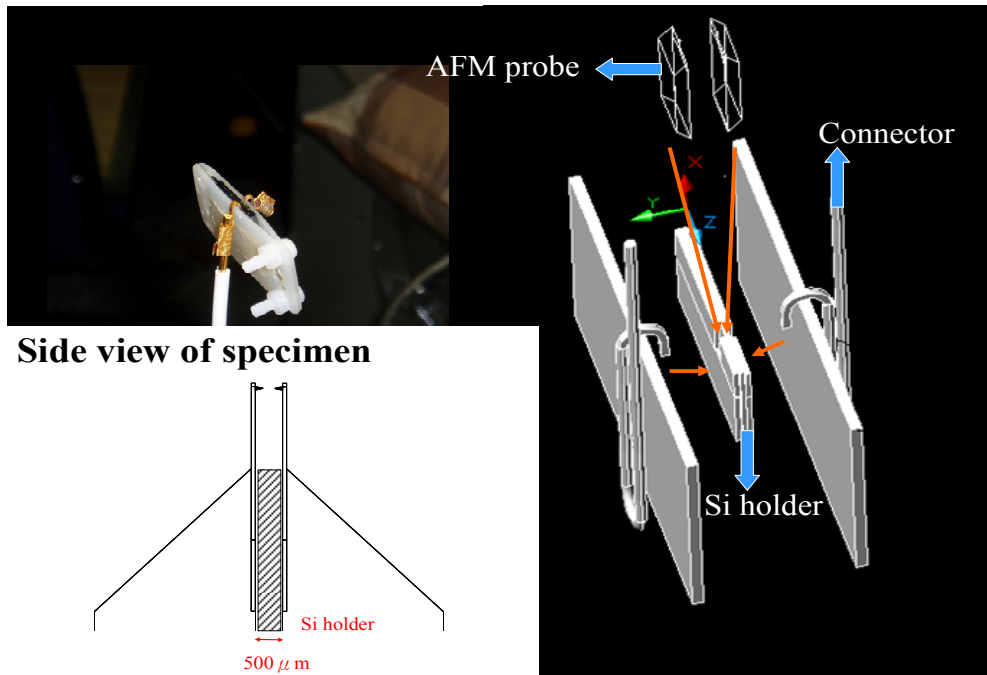 AFM probe
Connector
X
Y
Z
Side view of specimen
Si holder
Si holder
500 μ m